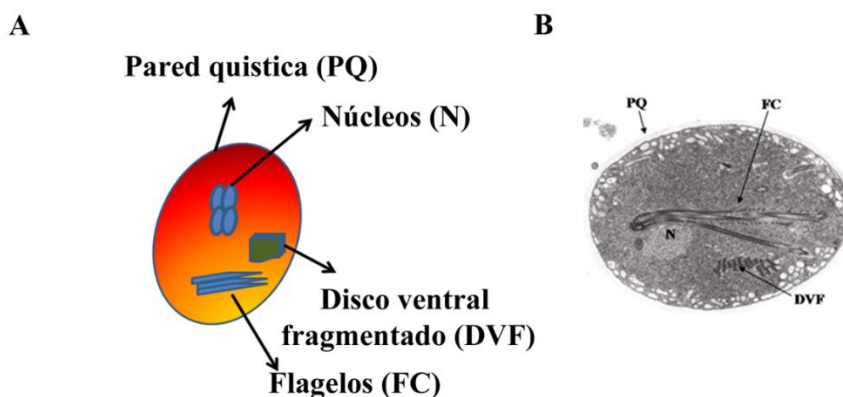 A
B
Pared quistica (PQ)
Núcleos (N)
Disco ventral
fragmentado (DVF)
Flagelos (FC)
PQ
FC
N
DVF